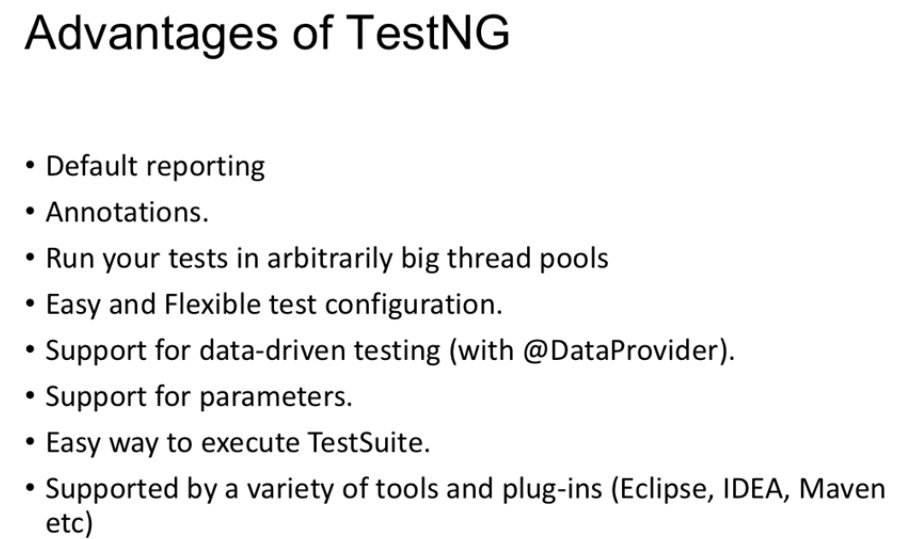 Advantages of TestNG
• Default reporting
• Annotations.
• Run your tests in arbitrarily big thread pools
• Easy and Flexible test configuration.
• Support for data-driven testing (with @DataProvider).
• Support for parameters.
• Easy way to execute TestSuite.
• Supported by a variety of tools and plug-ins (Eclipse, IDEA, Maven
etc)